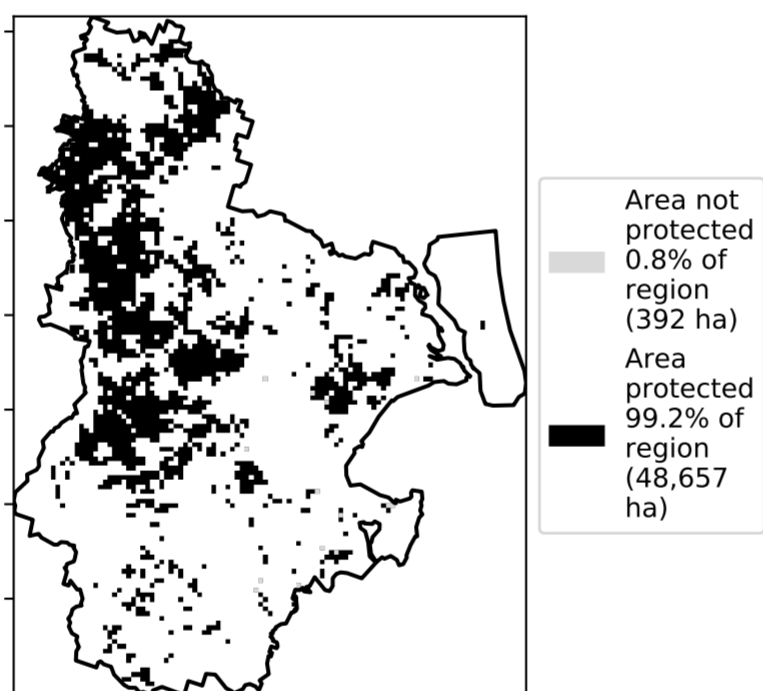 Area not
protected
0.8% of
region
(392 ha)
Area
protected
99.2% of
region
(48,657
ha)